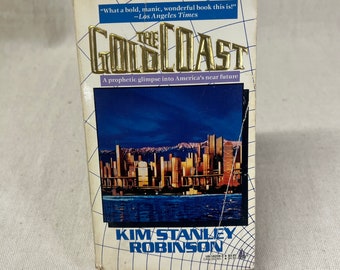 "What a bold, manic, wonderful book this is!"
--Los Angeles Times
THE
GOLD COAST
A prophetic glimpse into America's near future
KIM STANLEY
ROBINSON